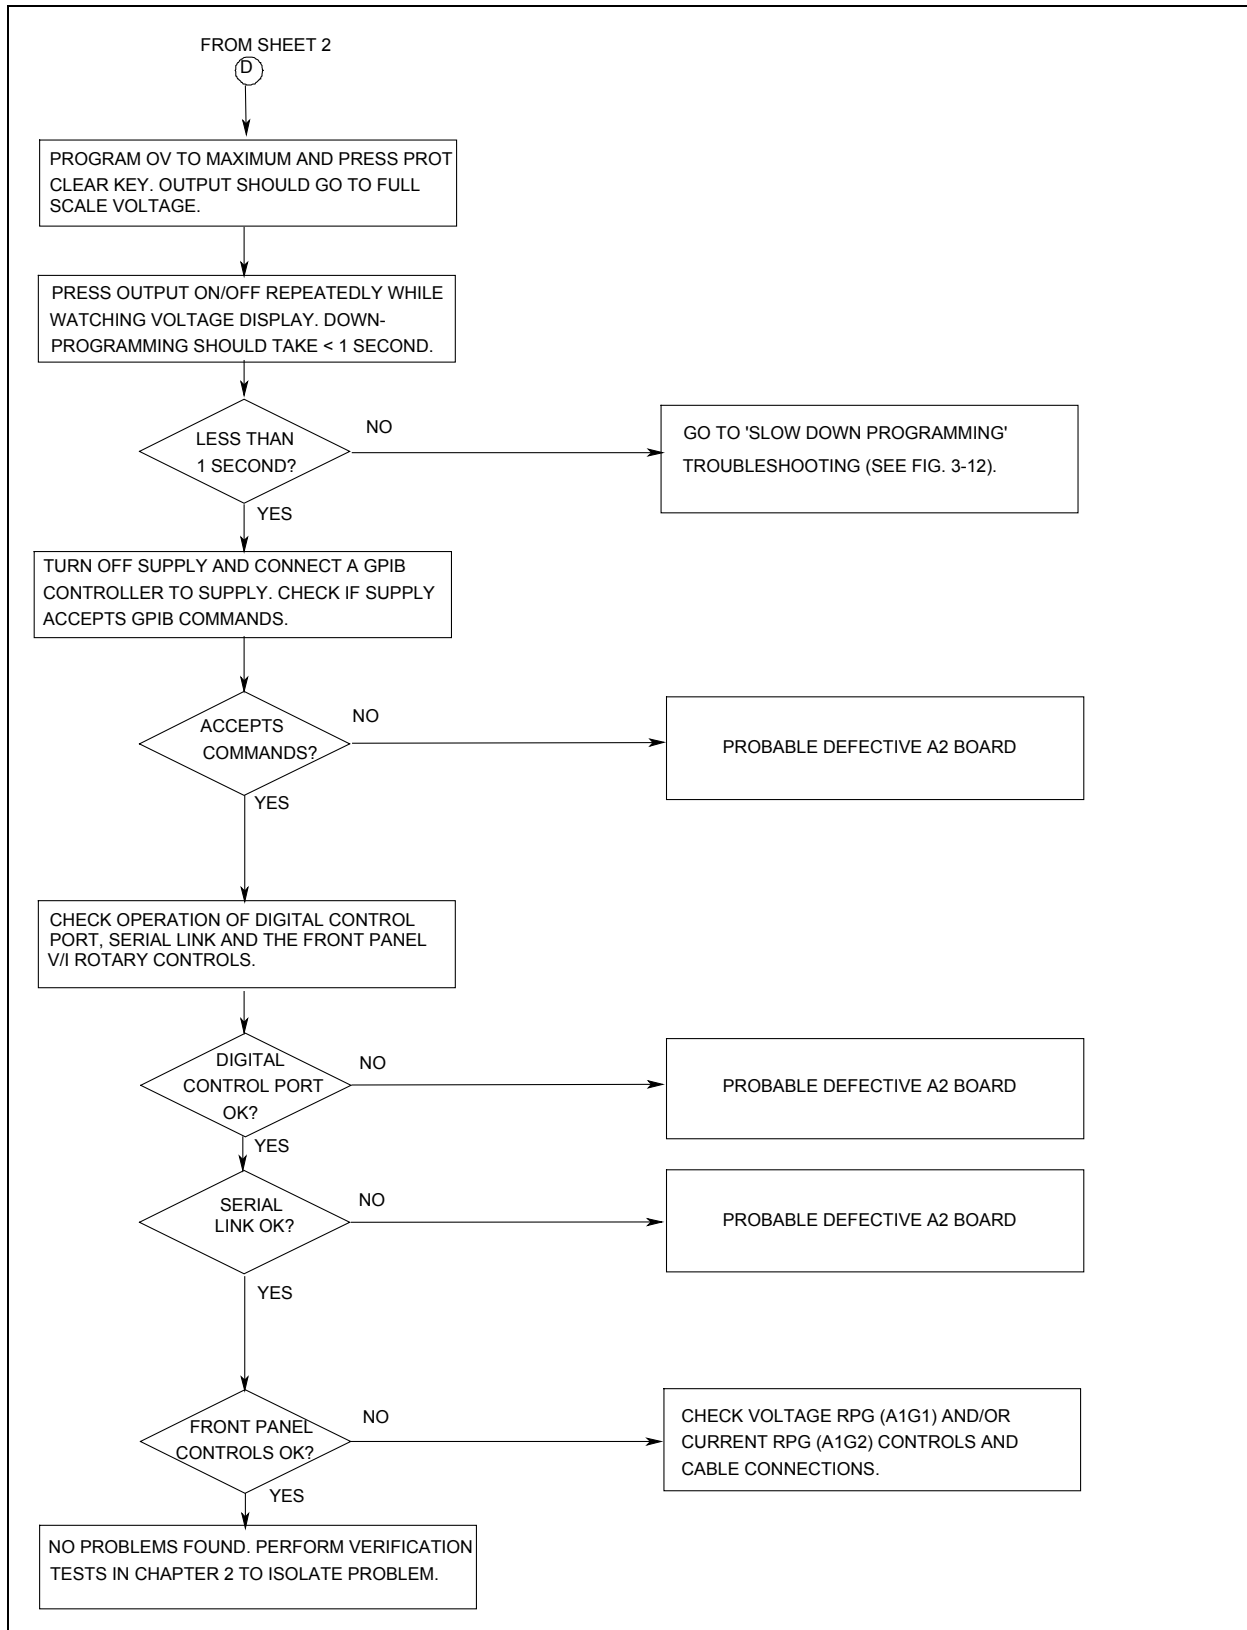 FROM SHEET 2
D
PROGRAM OV TO MAXIMUM AND PRESS PROT
CLEAR KEY. OUTPUT SHOULD GO TO FULL
SCALE VOLTAGE.
PRESS OUTPUT ON/OFF REPEATEDLY WHILE
WATCHING VOLTAGE DISPLAY. DOWN-
PROGRAMMING SHOULD TAKE < 1 SECOND.
LESS THAN
1 SECOND?
NO
GO TO 'SLOW DOWN PROGRAMMING'
TROUBLESHOOTING (SEE FIG. 3-12).
YES
TURN OFF SUPPLY AND CONNECT A GPIB
CONTROLLER TO SUPPLY. CHECK IF SUPPLY
ACCEPTS GPIB COMMANDS.
ACCEPTS
COMMANDS?
NO
PROBABLE DEFECTIVE A2 BOARD
YES
CHECK OPERATION OF DIGITAL CONTROL
PORT, SERIAL LINK AND THE FRONT PANEL
V/I ROTARY CONTROLS.
DIGITAL
CONTROL PORT
OK?
NO
PROBABLE DEFECTIVE A2 BOARD
YES
SERIAL
LINK OK?
NO
PROBABLE DEFECTIVE A2 BOARD
YES
FRONT PANEL
CONTROLS OK?
NO
CHECK VOLTAGE RPG (A1G1) AND/OR
CURRENT RPG (A1G2) CONTROLS AND
CABLE CONNECTIONS.
YES
NO PROBLEMS FOUND. PERFORM VERIFICATION
TESTS IN CHAPTER 2 TO ISOLATE PROBLEM.